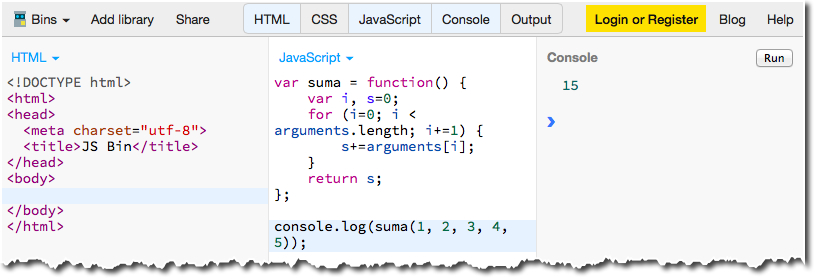 Bins Add library Share HTML CSS JavaScript Console Output Login or Register Blog Help
HTML
<!DOCTYPE html>
<html>
<head>
  <meta charset="utf-8">
  <title>JS Bin</title>
</head>
<body>
</body>
</html>
JavaScript
var suma = function() {
    var i, s=0;
    for (i=0; i <
arguments.length; i+=1) {
        s+=arguments[i];
    }
    return s;
};
console.log(suma(1, 2, 3, 4,
5));
Console Run
15